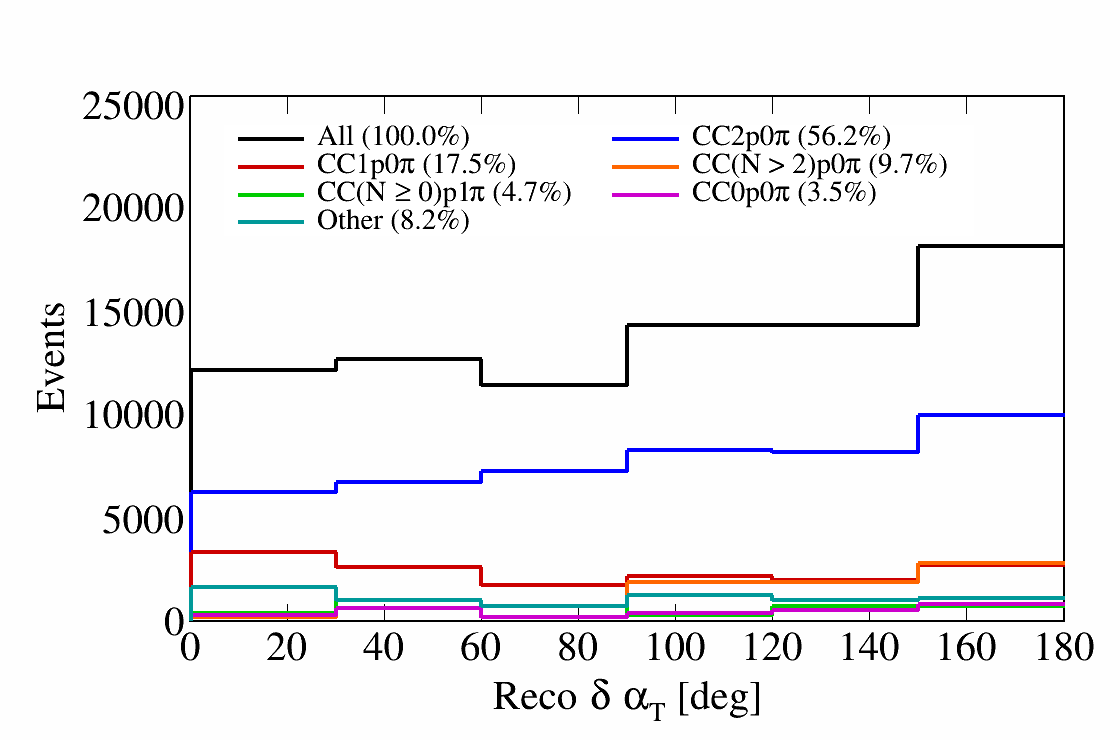 25000
20000
15000
10000
5000
0
Events
All (100.0%)
CC2p0π (56.2%)
CC1p0π (17.5%)
CC(N > 2)p0π (9.7%)
CC(N ≥ 0)p1π (4.7%)
CC0p0π (3.5%)
Other (8.2%)
0 20 40 60 80 100 120 140 160 180
Reco δ αT [deg]